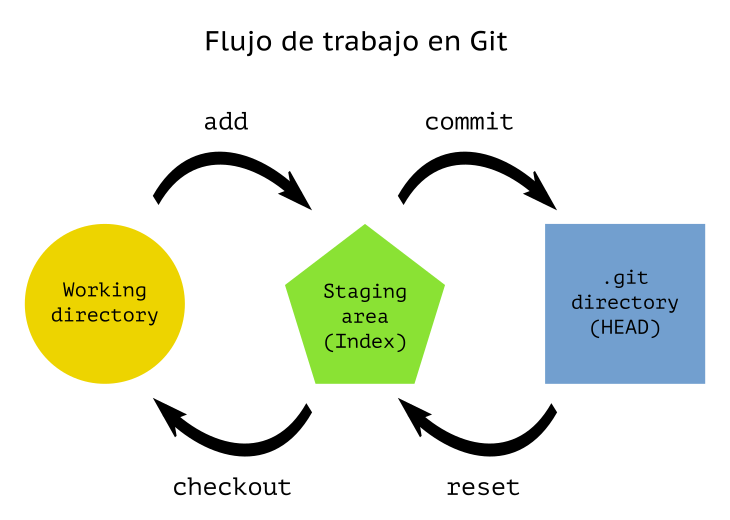 Flujo de trabajo en Git
add
commit
Working
directory
Staging
area
(Index)
.git
directory
(HEAD)
checkout
reset